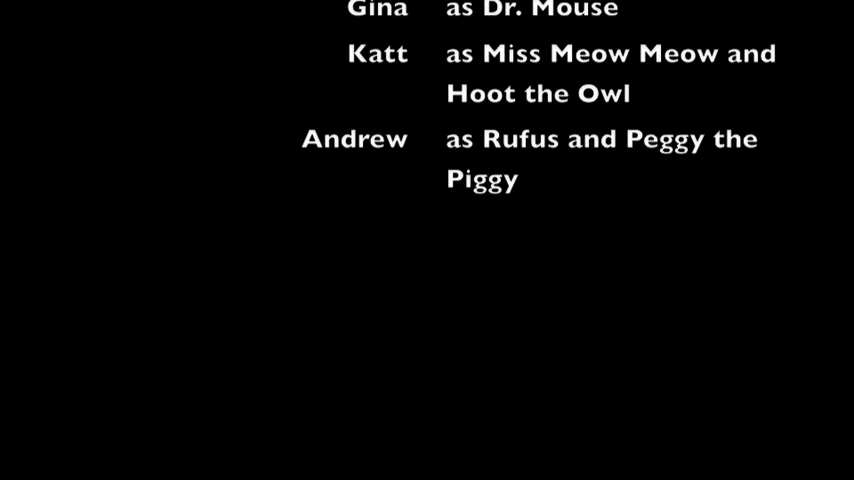 Gina as Dr. Mouse
Katt as Miss Meow Meow and
Hoot the Owl
Andrew as Rufus and Peggy the
Piggy